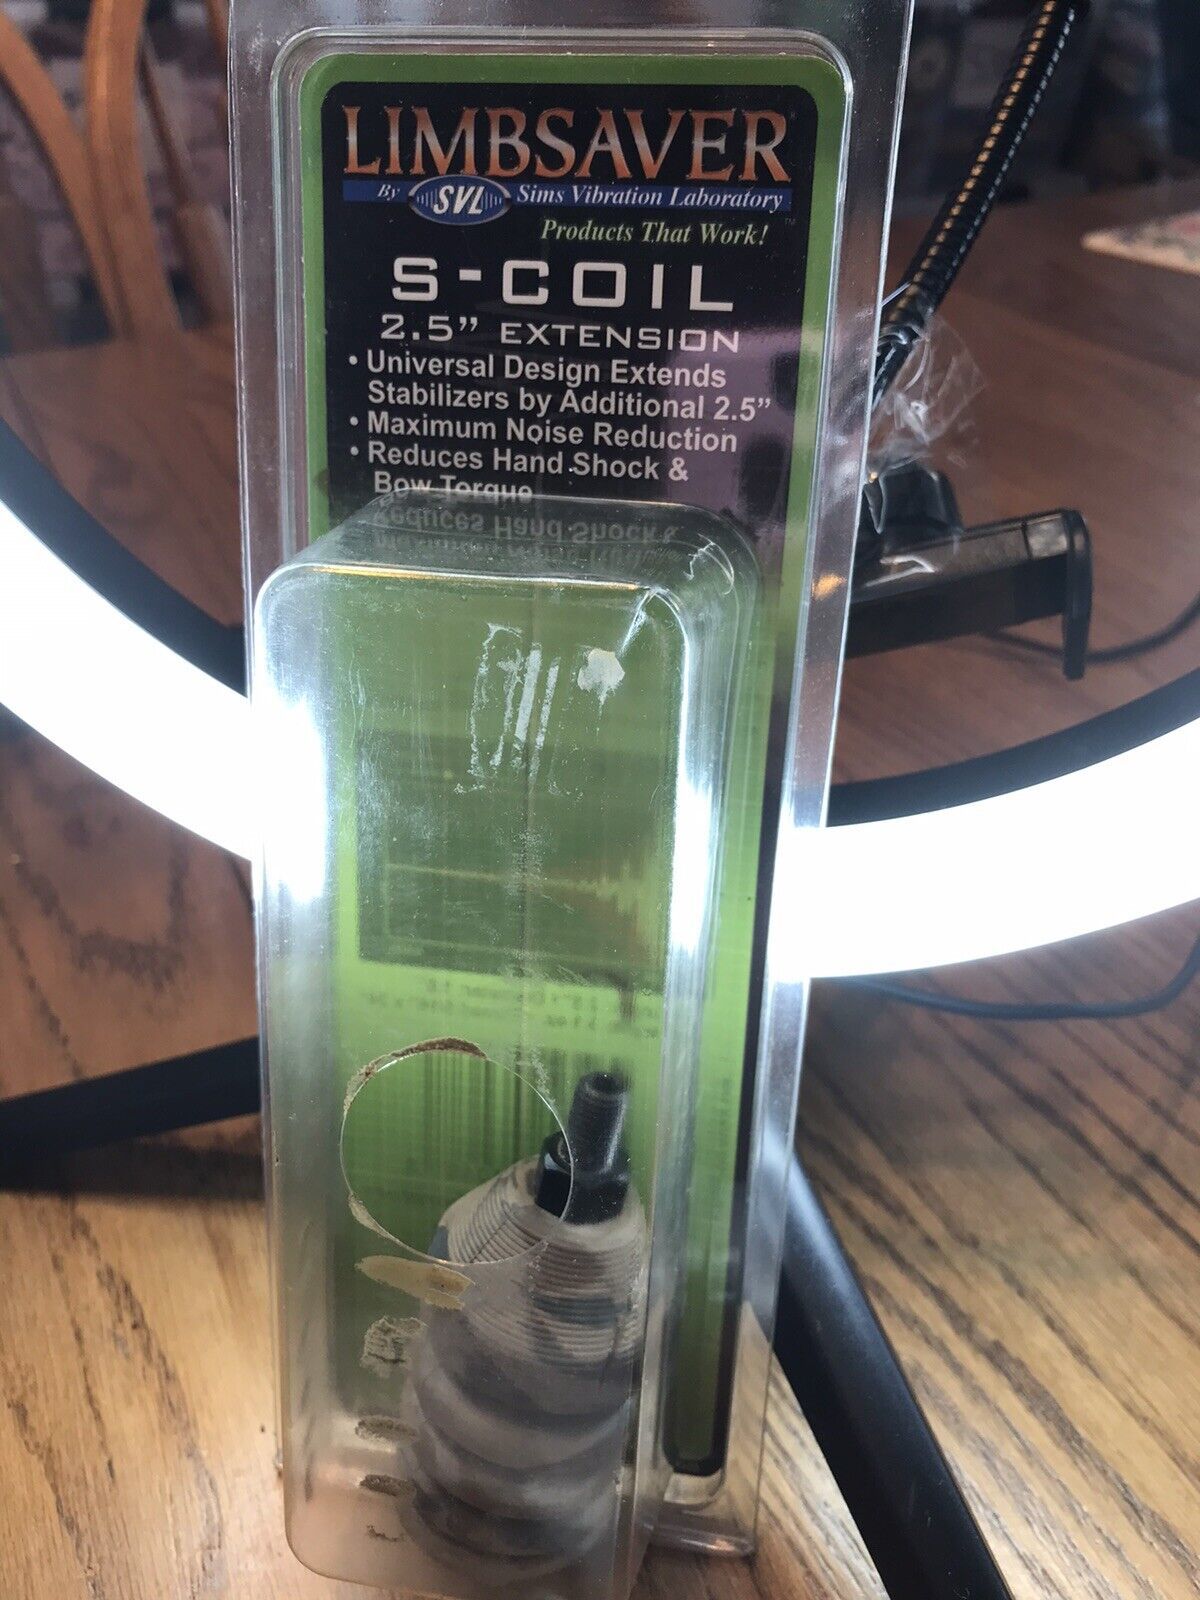 LIMBSAVER
By SVL Sims Vibration Laboratory
Products That Work!
S-COIL
2.5" EXTENSION
• Universal Design Extends
Stabilizers by Additional 2.5"
• Maximum Noise Reduction
• Reduces Hand Shock &
Bow Torque